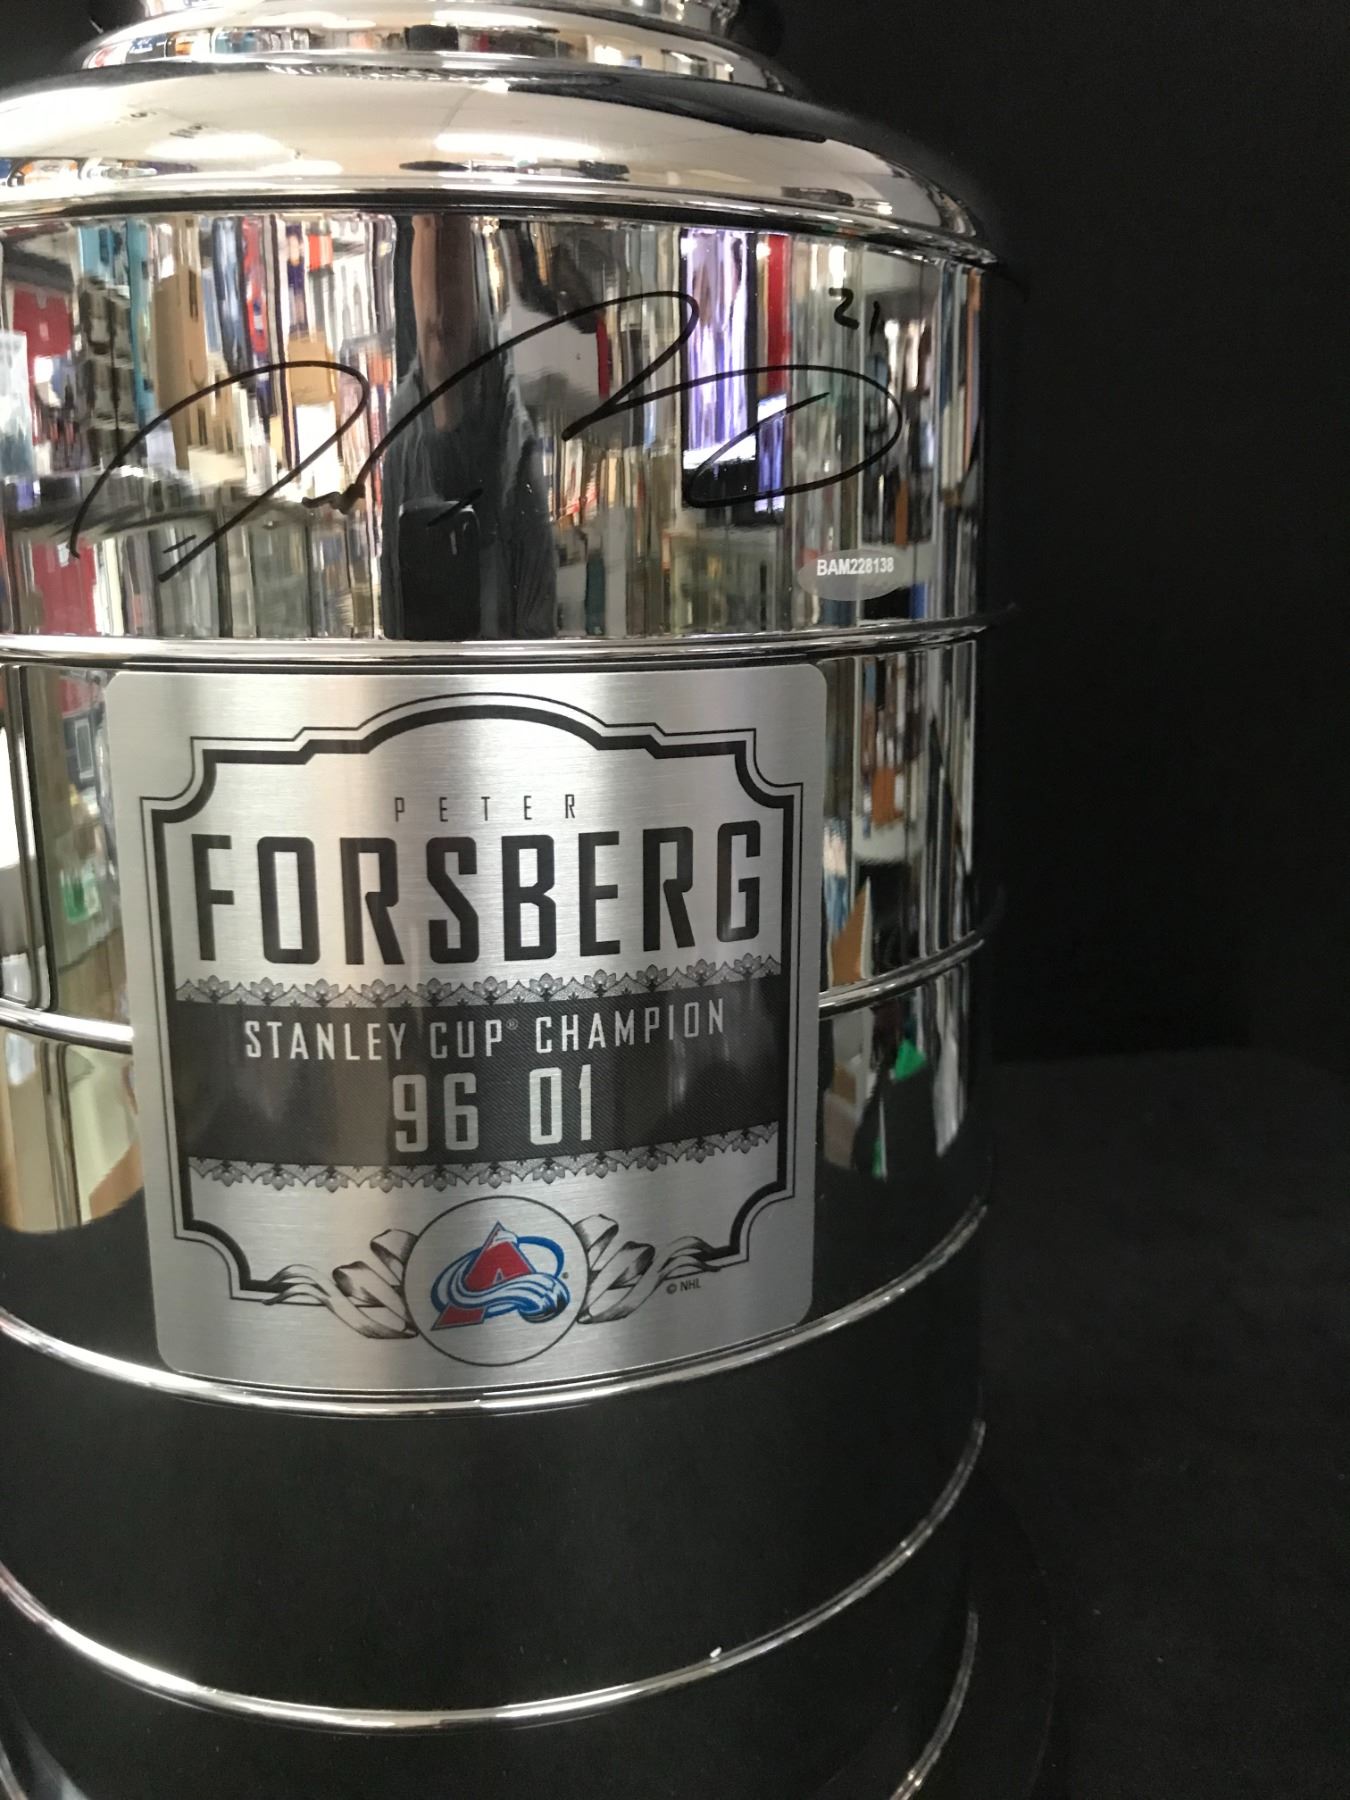 21
BAM228138
PETER
FORSBERG
STANLEY CUP® CHAMPION
96 01
A
® 
© NHL